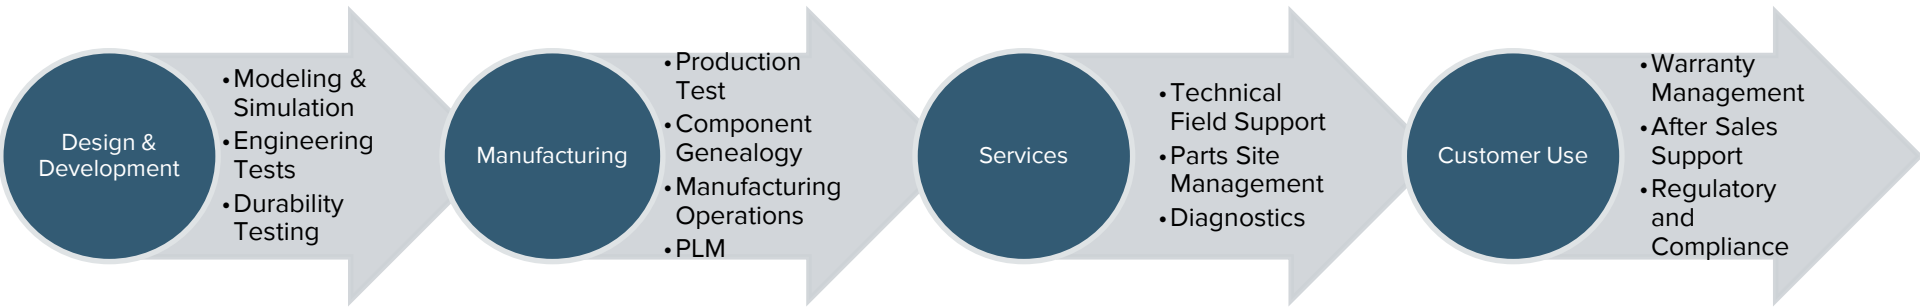 Design &
Development
•Modeling &
Simulation
•Engineering
Tests
•Durability
Testing
Manufacturing
•Production
Test
•Component
Genealogy
•Manufacturing
Operations
•PLM
Services
•Technical
Field Support
•Parts Site
Management
•Diagnostics
Customer Use
•Warranty
Management
•After Sales
Support
•Regulatory
and
Compliance